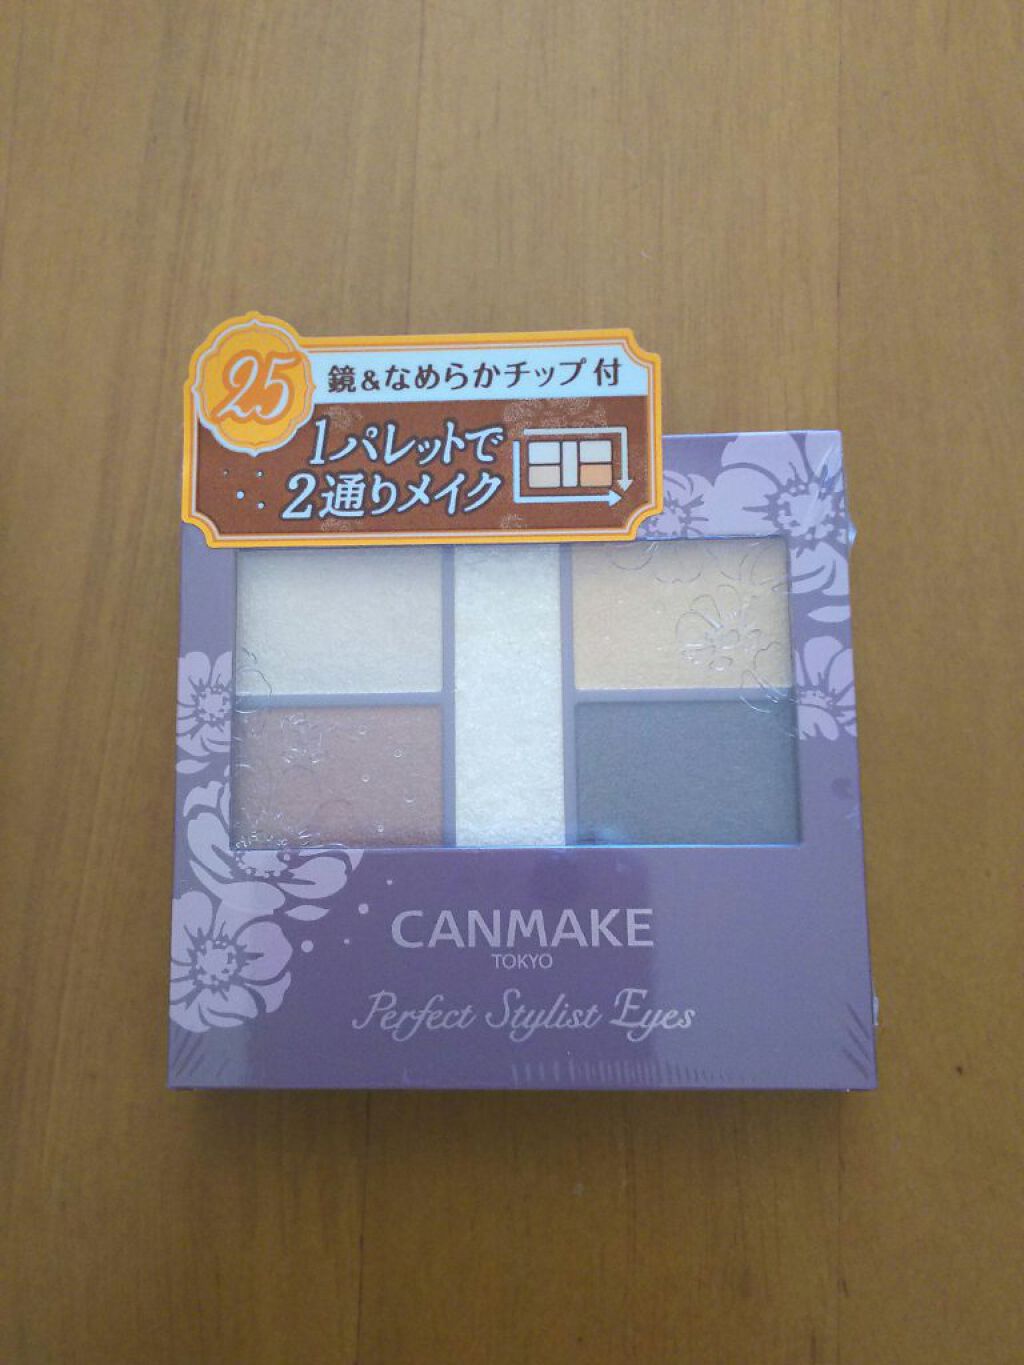 25
鏡&なめらかチップ付
1パレットで
2通りメイク
CANMAKE
TOKYO
Perfect Stylist Eyes